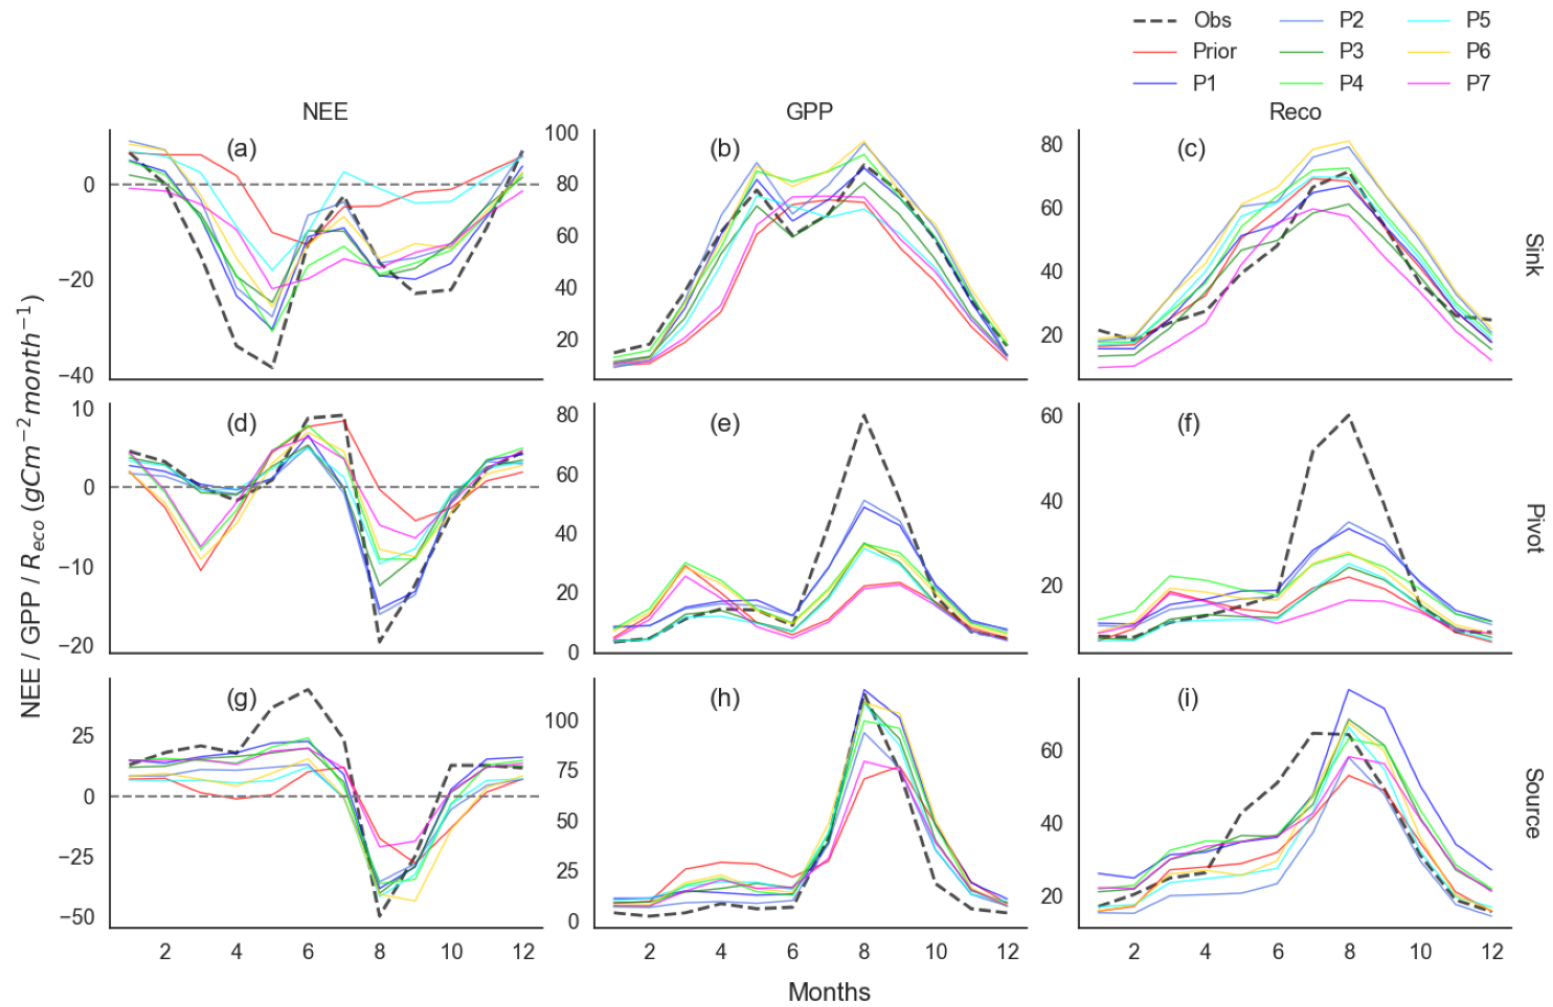 Obs P2 P5
Prior P3 P6
P1 P4 P7
NEE GPP Reco
NEE / GPP / R_eco (gCm^−2 month^−1)
(a)
0
−20
−40
(b)
100
80
60
40
20
(c)
80
60
40
20
Sink
(d)
10
0
−10
−20
(e)
80
60
40
20
0
(f)
60
40
20
Pivot
(g)
25
0
−25
−50
2 4 6 8 10 12
(h)
100
75
50
25
0
2 4 6 8 10 12
(i)
60
40
20
2 4 6 8 10 12
Source
Months